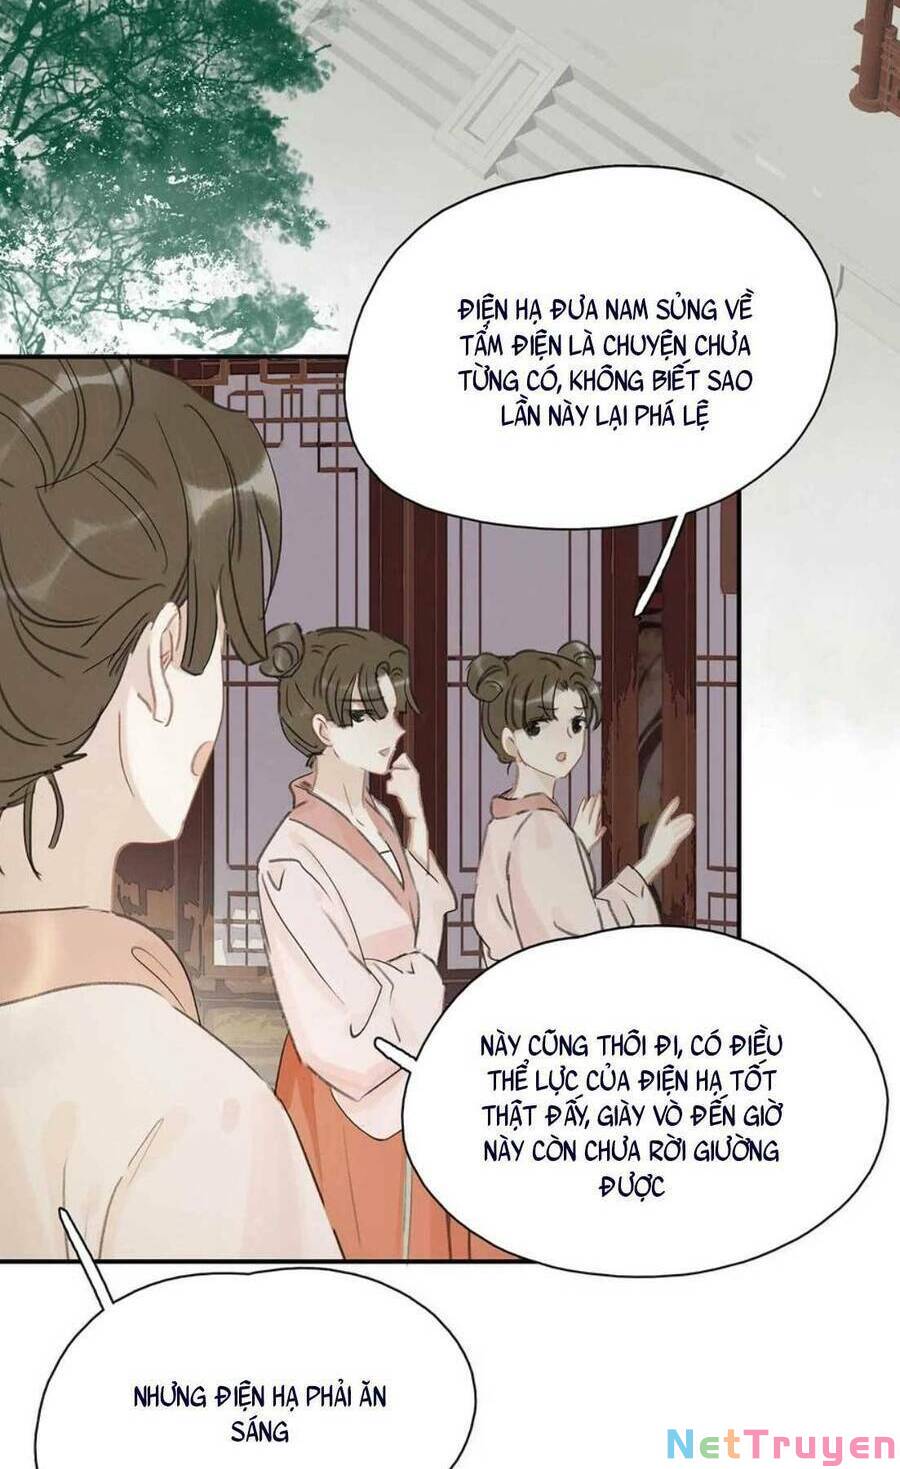 ĐIỆN HẠ ĐƯA NAM SỦNG VỀ
TẨM ĐIỆN LÀ CHUYỆN CHƯA
TỪNG CÓ, KHÔNG BIẾT SAO
LẦN NÀY LẠI PHÁ LỆ
NÀY CŨNG THÔI ĐI, CÓ ĐIỀU
THỂ LỰC CỦA ĐIỆN HẠ TỐT
THẬT ĐẤY, GIÀY VÒ ĐẾN GIỜ
NÀY CÒN CHƯA RỜI GIƯỜNG
ĐƯỢC
NHƯNG ĐIỆN HẠ PHẢI ĂN
SÁNG
NETTRUYEN